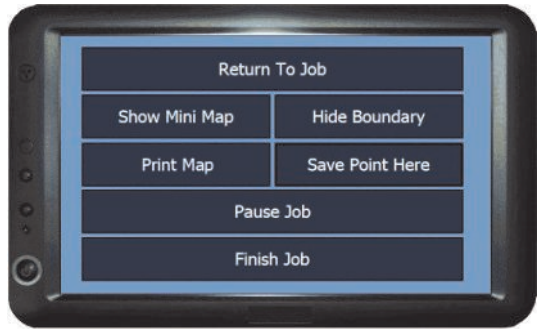 Return To Job
Show Mini Map
Hide Boundary
Print Map
Save Point Here
Pause Job
Finish Job